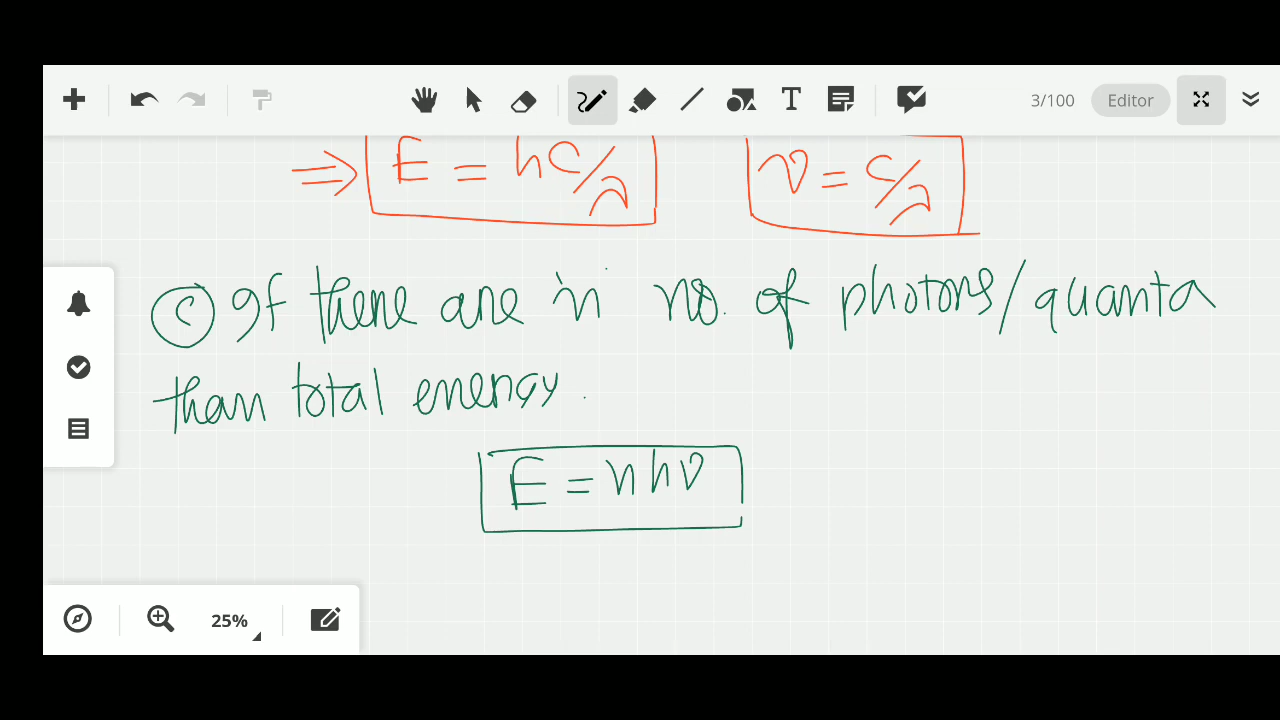 3/100 Editor
⇒ E = hc/λ ν = c/λ
(c) If there are 'n' no. of photons/quanta
than total energy.
E = nhν
25%